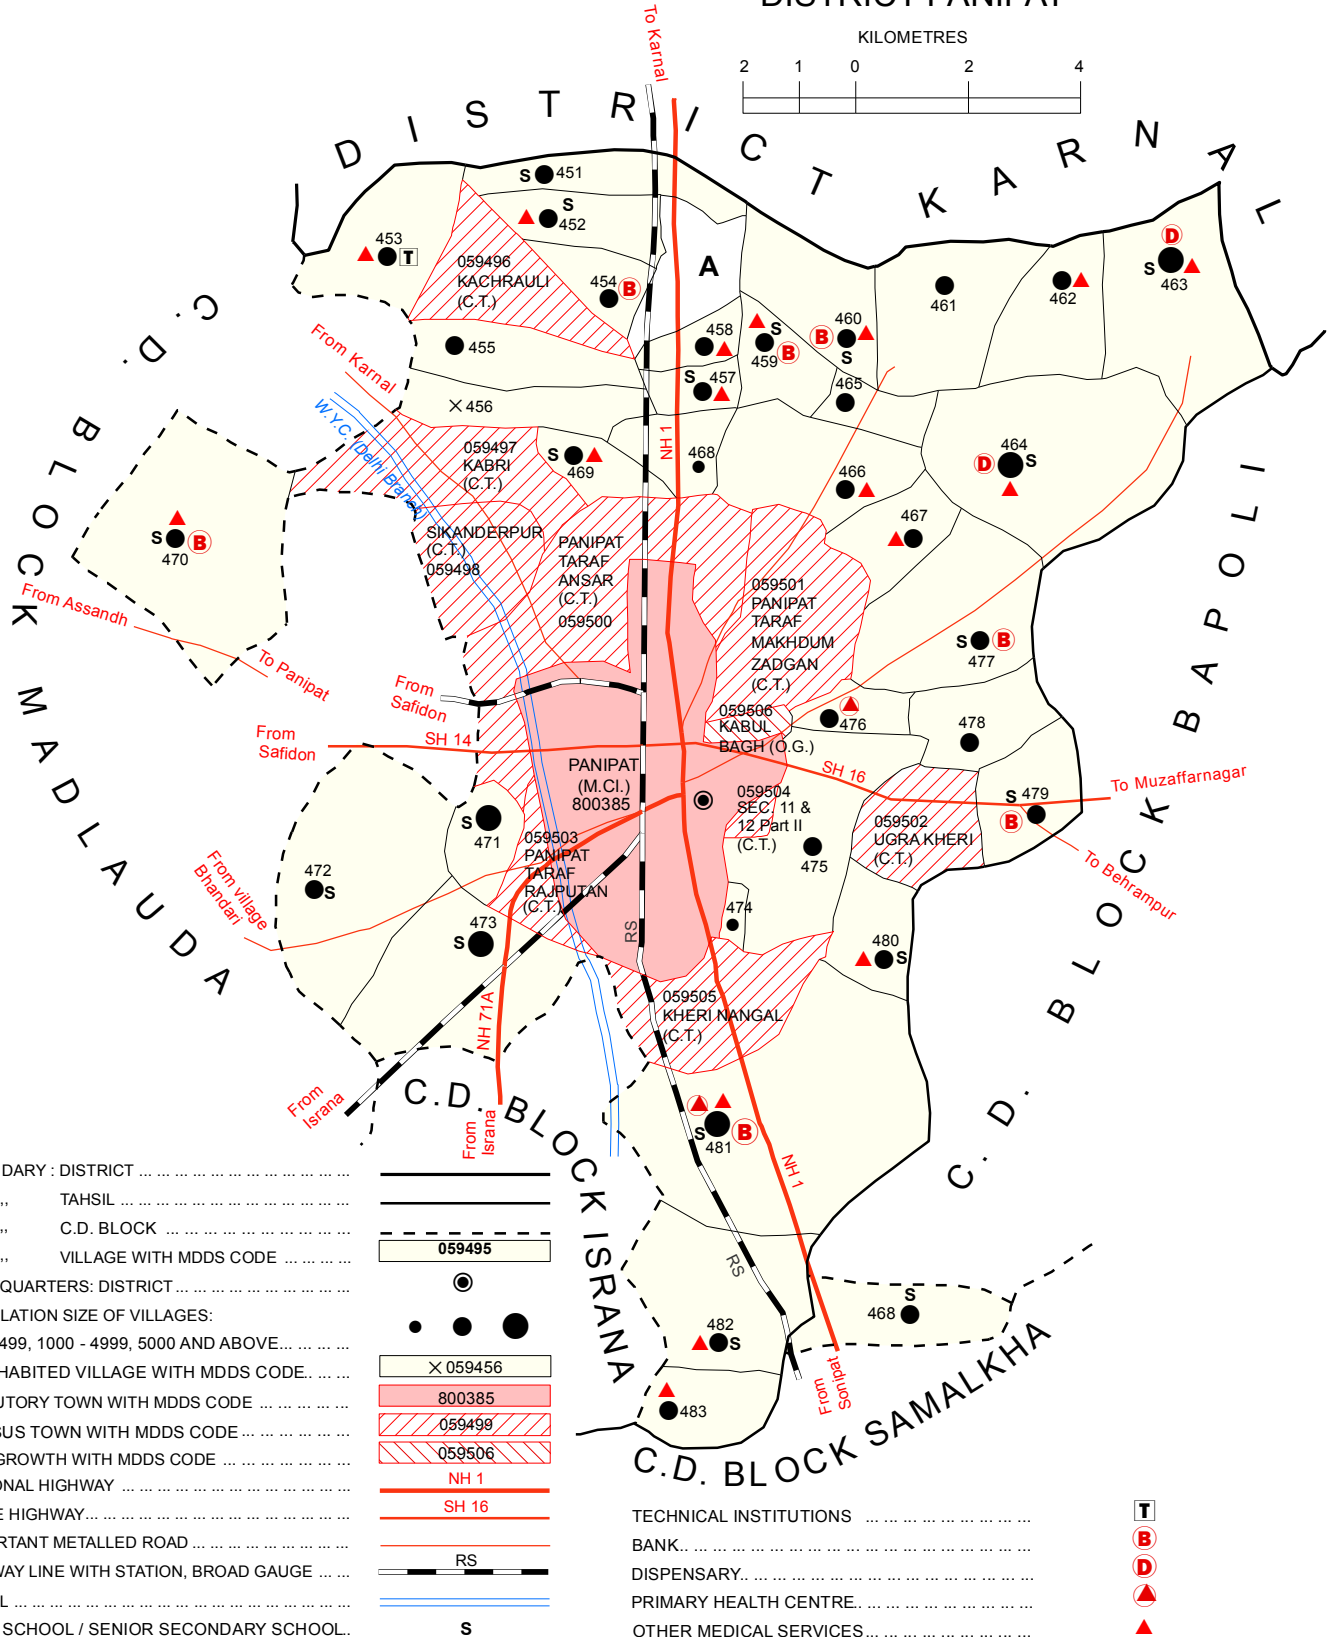 DISTRICT PANIPAT
KILOMETRES
2 1 0 2 4
To Karnal
DISTRICT KARNAL
S 451
S
452
453 T
059496
KACHRAULI
(C.T.)
454 B
A
D
S
463
462
461
455
458
S
459 B
460
B
S
From Karnal
S 457
465
456
W.Y.C. (Delhi Branch)
NH 1
C.D. BLOCK MADLAUDA
059497
KABRI
(C.T.)
S
469
468
464
D S
466
467
S B
470
SIKANDERPUR
(C.T.)
059498
PANIPAT
TARAF
ANSAR
(C.T.)
059500
059501
PANIPAT
TARAF
MAKHDUM
ZADGAN
(C.T.)
C.D. BLOCK BAPOLI
From Assandh
To Panipat
S B
477
From
Safidon
059506
KABUL
BAGH (O.G.)
476
478
From
Safidon
SH 14
PANIPAT
(M.Cl.)
800385
SH 16
To Muzaffarnagar
059504
SEC. 11 &
12 Part II
(C.T.)
S 479
B
S
471
059503
PANIPAT
TARAF
RAJPUTAN
(C.T.)
475
059502
UGRA KHERI
(C.T.)
To Behrampur
472
S
From village
Bhandari
473
S
474
RS
480
S
NH 71A
059505
KHERI NANGAL
(C.T.)
From
Israna
From
Israna
C.D. BLOCK ISRANA
S B
481
NH 1
RS
S
468
482
S
From
Sonipat
483
C.D. BLOCK SAMALKHA
DARY : DISTRICT ... ... ... ... ... ... ... ... ... ... ... ...
,, TAHSIL ... ... ... ... ... ... ... ... ... ... ... ... ...
,, C.D. BLOCK ... ... ... ... ... ... ... ... ... ...
,, VILLAGE WITH MDDS CODE ... ... ... ...
059495
QUARTERS: DISTRICT... ... ... ... ... ... ... ... ... ...
LATION SIZE OF VILLAGES:
499, 1000 - 4999, 5000 AND ABOVE... ... ... ...
HABITED VILLAGE WITH MDDS CODE.. ... ...
059456
UTORY TOWN WITH MDDS CODE ... ... ... ... ...
800385
SUS TOWN WITH MDDS CODE ... ... ... ... ... ...
059499
GROWTH WITH MDDS CODE ... ... ... ... ... ... ...
059506
ONAL HIGHWAY ... ... ... ... ... ... ... ... ... ... ... ... ...
NH 1
E HIGHWAY... ... ... ... ... ... ... ... ... ... ... ... ... ... ...
SH 16
RTANT METALLED ROAD ... ... ... ... ... ... ... ... ...
WAY LINE WITH STATION, BROAD GAUGE ... ...
RS
L ... ... ... ... ... ... ... ... ... ... ... ... ... ... ... ... ... ... ...
SCHOOL / SENIOR SECONDARY SCHOOL..
S
TECHNICAL INSTITUTIONS ... ... ... ... ... ... ... ... ...
T
BANK.. ... ... ... ... ... ... ... ... ... ... ... ... ... ... ... ... ... ... ...
B
DISPENSARY.. ... ... ... ... ... ... ... ... ... ... ... ... ... ... ... ...
D
PRIMARY HEALTH CENTRE.. ... ... ... ... ... ... ... ... ...
OTHER MEDICAL SERVICES... ... ... ... ... ... ... ... ...